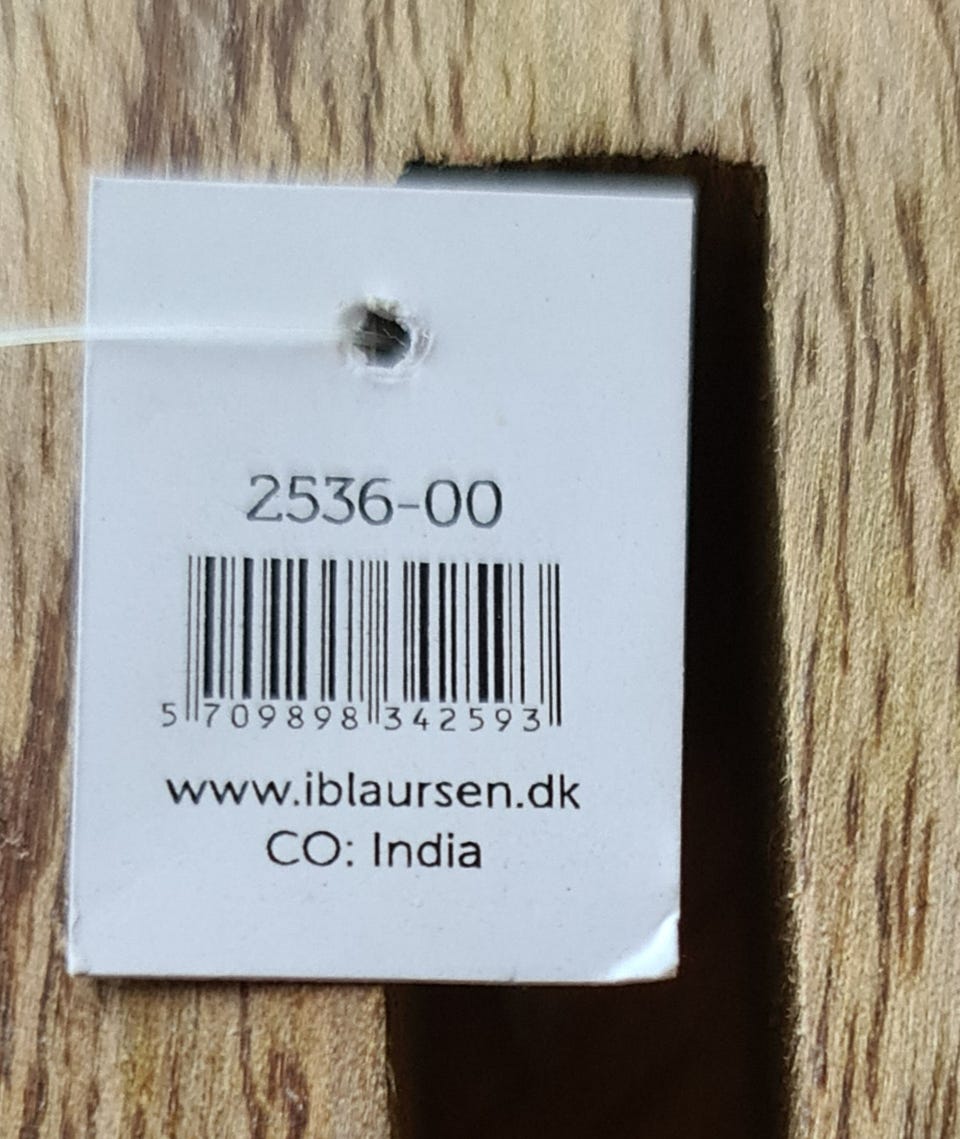 2536-00
5 709898 342593
www.iblaursen.dk
CO: India